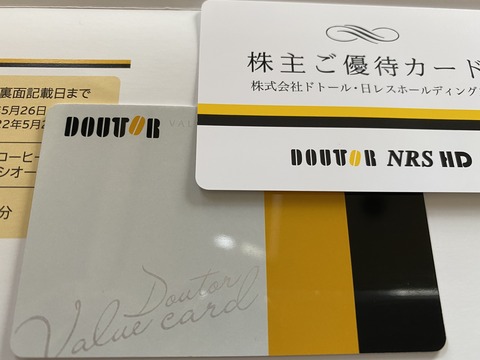 裏面記載日まで
5月26日
22年5月2
コーヒー
シオー
分
株主ご優待カード
株式会社ドトール・日レスホールディング
DOUTOR NRS HD
DOUTOR VALU
Doutor
Value card